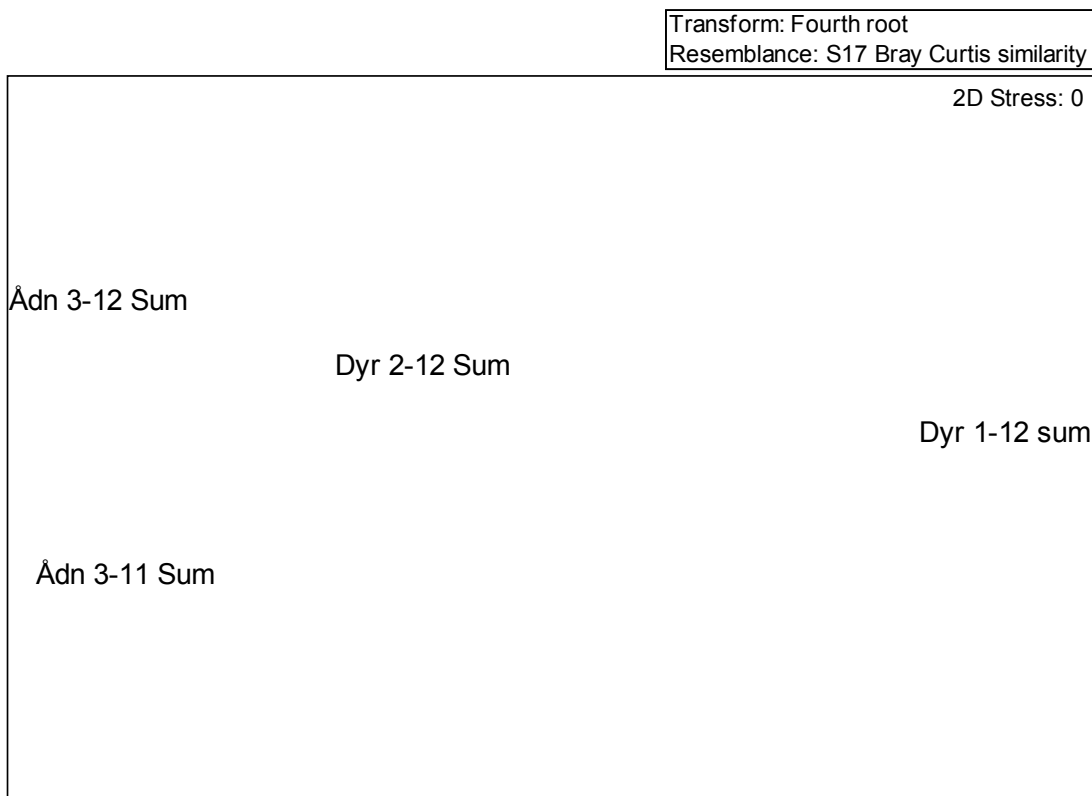 Transform: Fourth root
Resemblance: S17 Bray Curtis similarity
2D Stress: 0
Ådn 3-12 Sum
Dyr 2-12 Sum
Dyr 1-12 sum
Ådn 3-11 Sum